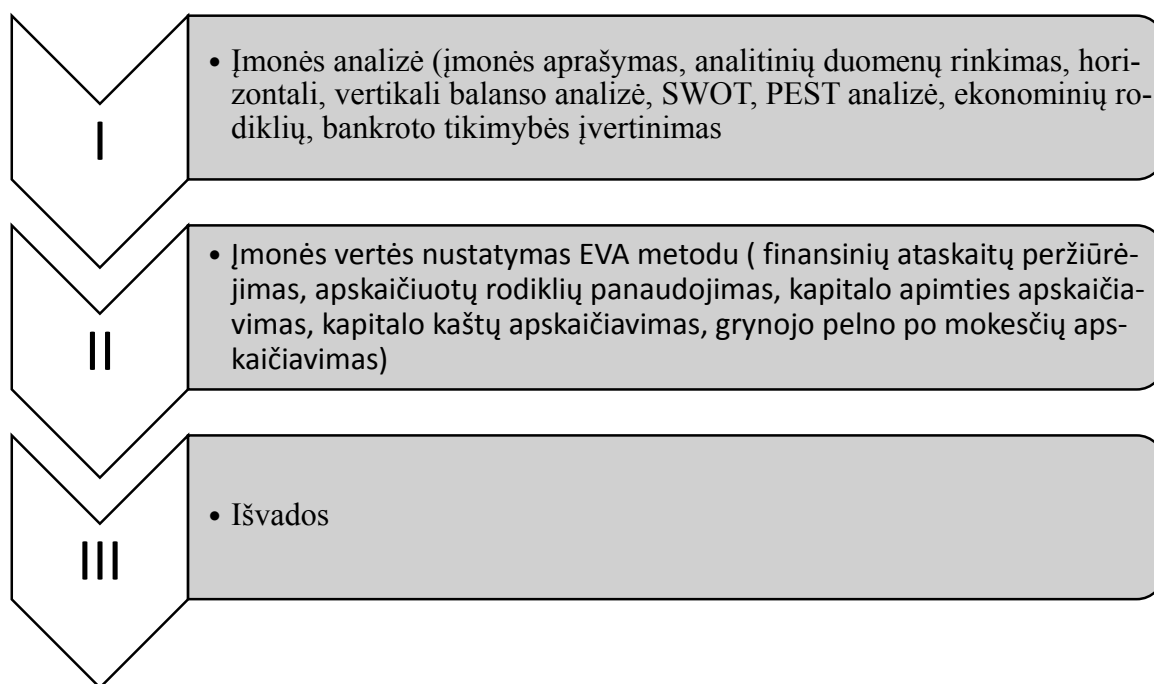 I
• Įmonės analizė (įmonės aprašymas, analitinių duomenų rinkimas, hori-
zontali, vertikali balanso analizė, SWOT, PEST analizė, ekonominių ro-
diklių, bankroto tikimybės įvertinimas
II
• Įmonės vertės nustatymas EVA metodu ( finansinių ataskaitų peržiūrė-
jimas, apskaičiuotų rodiklių panaudojimas, kapitalo apimties apskaičia-
vimas, kapitalo kaštų apskaičiavimas, grynojo pelno po mokesčių aps-
kaičiavimas)
III
• Išvados